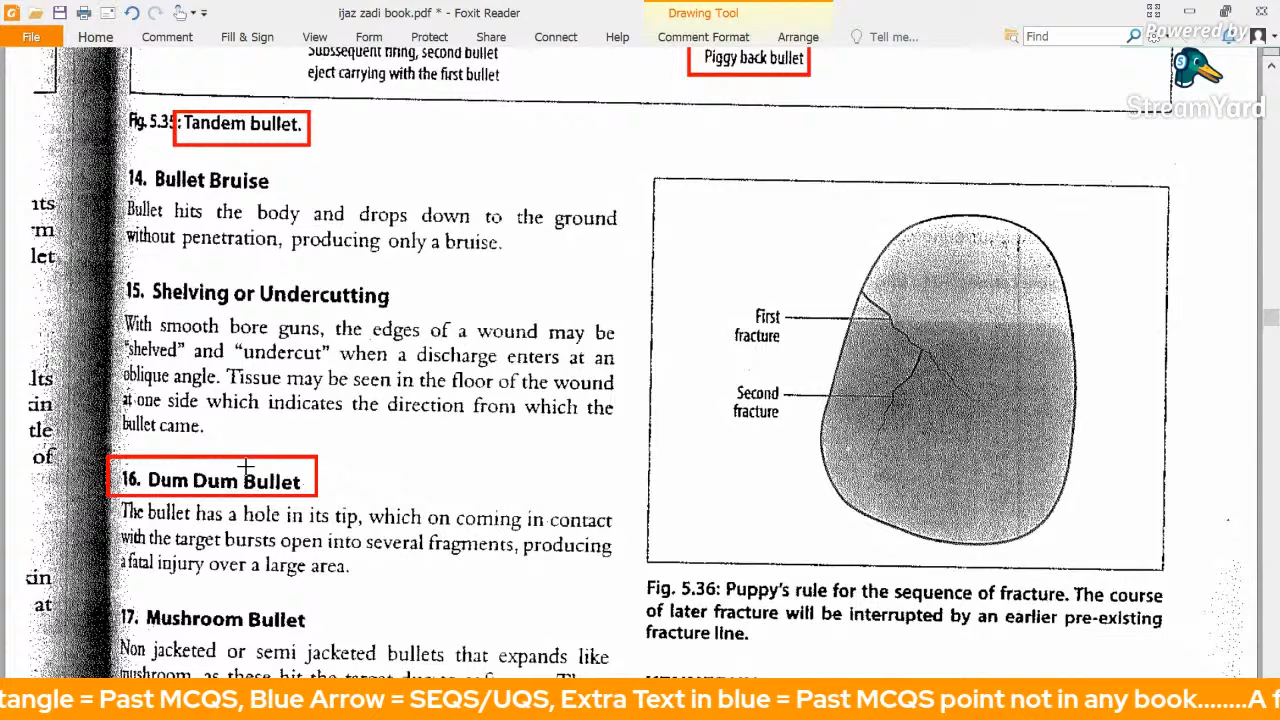 ijaz zadi book.pdf * - Foxit Reader
Drawing Tool
File
Home
Comment
Fill & Sign
View
Form
Protect
Share
Connect
Help
Comment Format
Arrange
Tell me...
Find
Powered by
StreamYard
Subssequent firing, second bullet
eject carrying with the first bullet
Piggy back bullet
Fig. 5.35: Tandem bullet.
14. Bullet Bruise
Bullet hits the body and drops down to the ground
without penetration, producing only a bruise.
15. Shelving or Undercutting
With smooth bore guns, the edges of a wound may be
"shelved" and "undercut" when a discharge enters at an
oblique angle. Tissue may be seen in the floor of the wound
at one side which indicates the direction from which the
bullet came.
16. Dum Dum Bullet
The bullet has a hole in its tip, which on coming in contact
with the target bursts open into several fragments, producing
a fatal injury over a large area.
17. Mushroom Bullet
Non jacketed or semi jacketed bullets that expands like
mushroom, as these hit the target
First
fracture
Second
fracture
Fig. 5.36: Puppy's rule for the sequence of fracture. The course
of later fracture will be interrupted by an earlier pre-existing
fracture line.
tangle = Past MCQS, Blue Arrow = SEQS/UQS, Extra Text in blue = Past MCQS point not in any book........A f